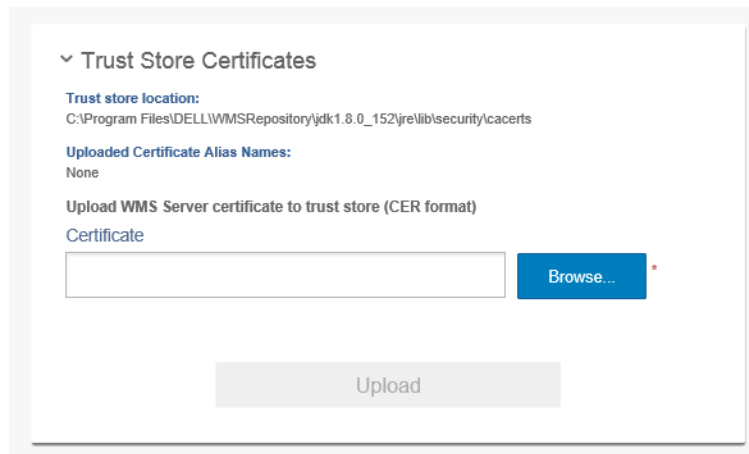 Trust Store Certificates
Trust store location:
C:\Program Files\DELL\WMSRepository\jdk1.8.0_152\jre\lib\security\cacerts
Uploaded Certificate Alias Names:
None
Upload WMS Server certificate to trust store (CER format)
Certificate
Browse... *
Upload